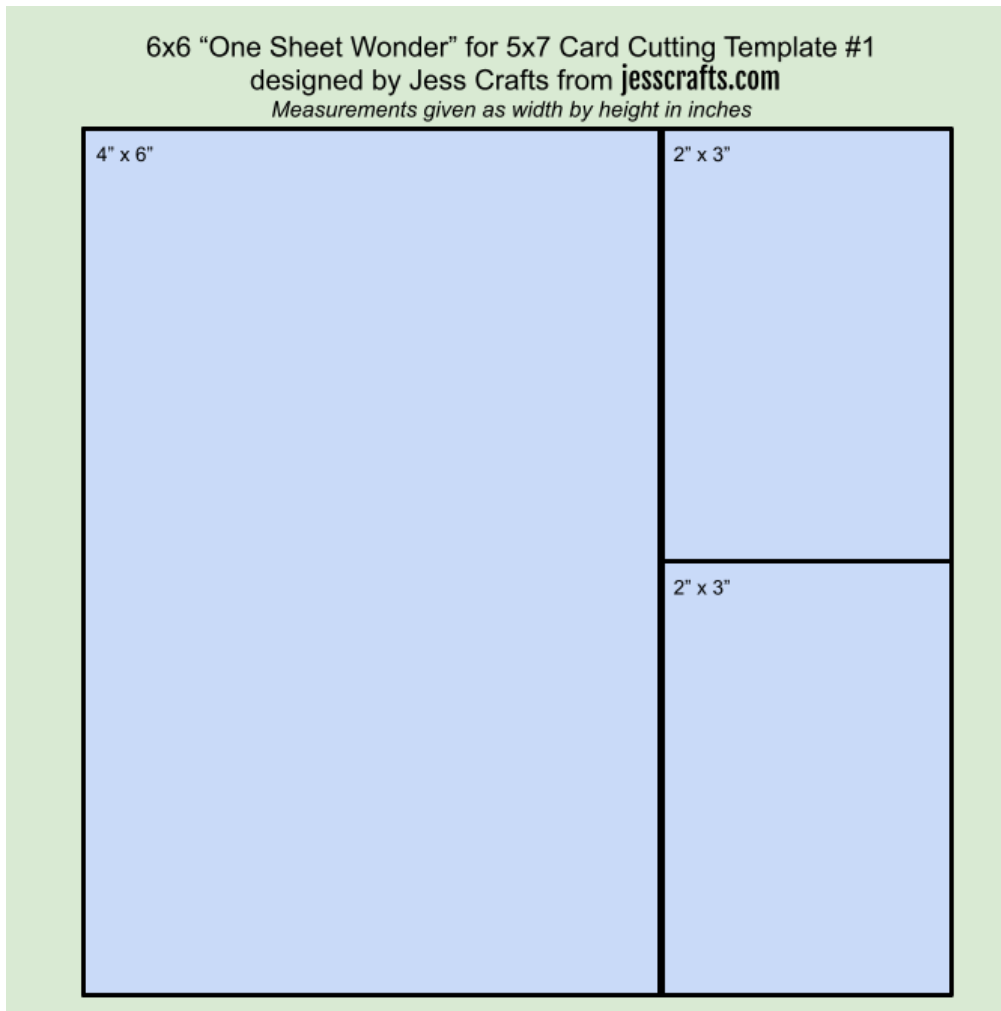 6x6 “One Sheet Wonder” for 5x7 Card Cutting Template #1
designed by Jess Crafts from jesscrafts.com
Measurements given as width by height in inches
4” x 6”
2” x 3”
2” x 3”